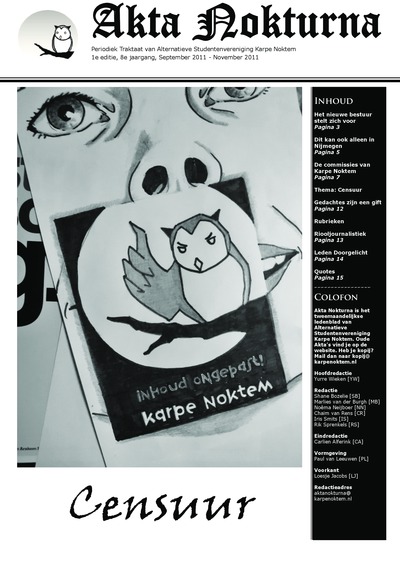 Akta Nokturna
Periodiek Traktaat van Alternatieve Studentenvereniging Karpe Noktem
1e editie, 8e jaargang, September 2011 - November 2011
inhoud ongepast!
karpe Noktem
Censuur
Inhoud
Het nieuwe bestuur
stelt zich voor
Pagina 3
Dit kan ook alleen in
Nijmegen
Pagina 5
De commissies van
Karpe Noktem
Pagina 7
Thema: Censuur
Gedachtes zijn een gift
Pagina 12
Rubrieken
Riooljournalistiek
Pagina 13
Leden Doorgelicht
Pagina 14
Quotes
Pagina 15
Colofon
Akta Nokturna is het
tweemaandelijkse
ledenblad van
Alternatieve
Studentenvereniging
Karpe Noktem. Oude
Akta's vind je op de
website. Heb je kopij?
Mail dan naar kopij@
karpenoktem.nl
Hoofdredactie
Yurre Wieken [YW]
Redactie
Shane Bozelie [SB]
Marlies van der Burgh [MB]
Noëma Neijboer [NN]
Chaim van Rens [CR]
Iris Smits [IS]
Rik Sprenkels [RS]
Eindredactie
Carlien Alferink [CA]
Vormgeving
Paul van Leeuwen [PL]
Voorkant
Loesje Jacobs [LJ]
Redactieadres
aktanokturna@
karpenoktem.nl